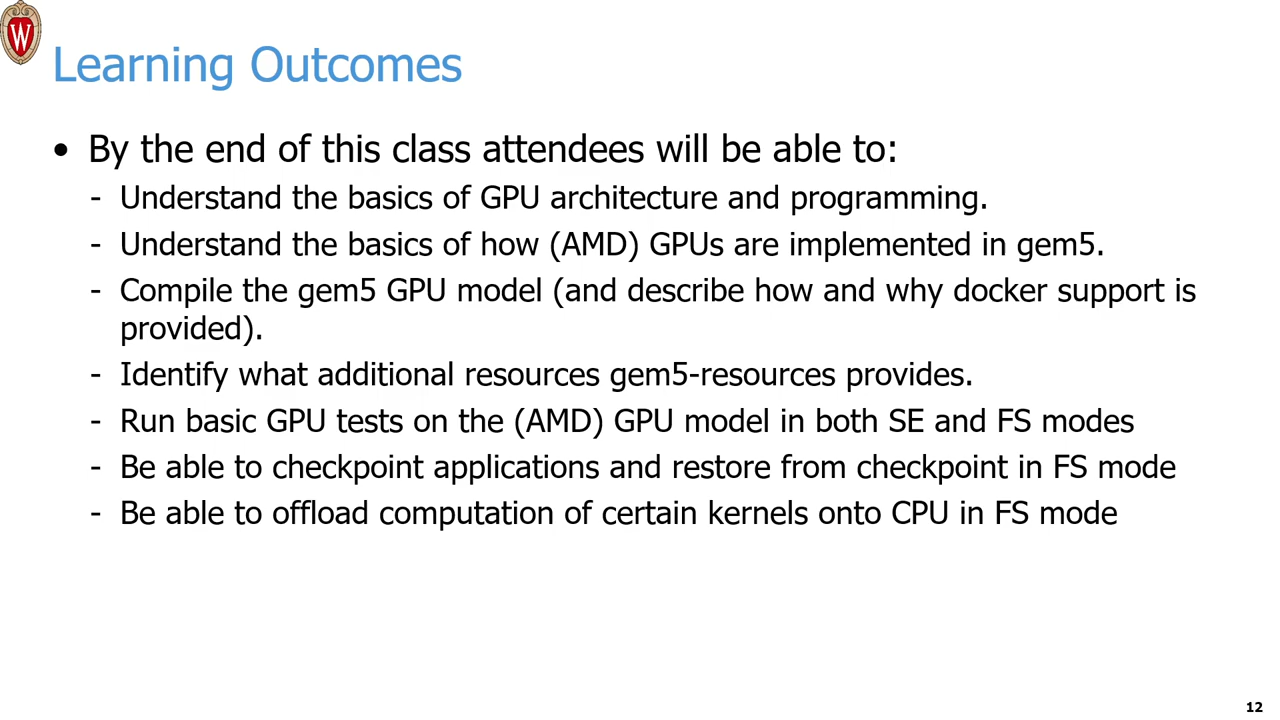 W
Learning Outcomes
• By the end of this class attendees will be able to:
- Understand the basics of GPU architecture and programming.
- Understand the basics of how (AMD) GPUs are implemented in gem5.
- Compile the gem5 GPU model (and describe how and why docker support is
provided).
- Identify what additional resources gem5-resources provides.
- Run basic GPU tests on the (AMD) GPU model in both SE and FS modes
- Be able to checkpoint applications and restore from checkpoint in FS mode
- Be able to offload computation of certain kernels onto CPU in FS mode
12